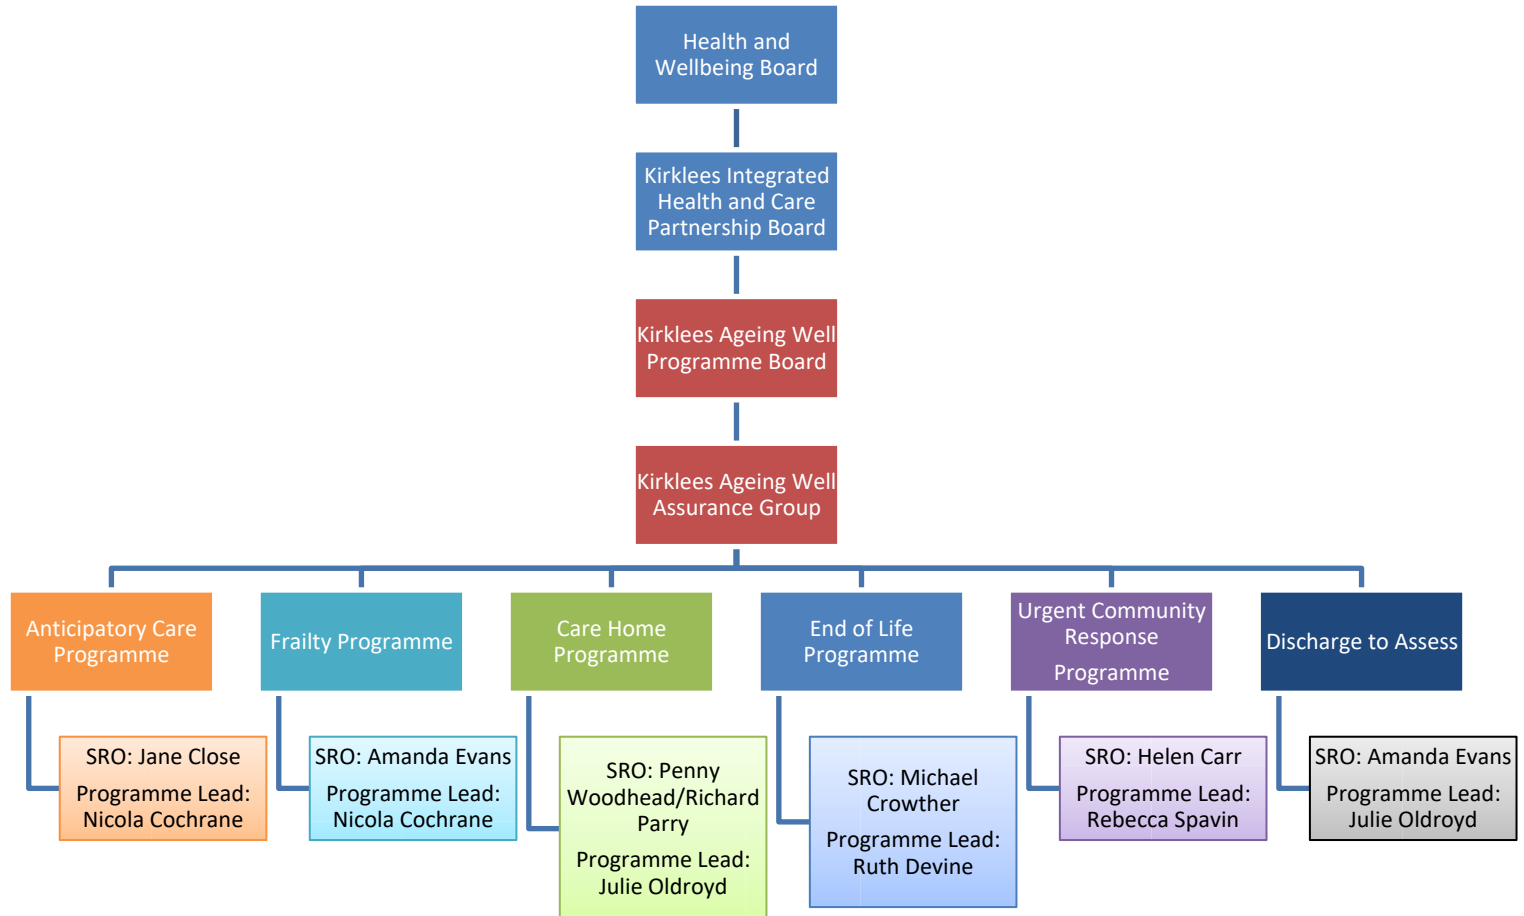 Health and
Wellbeing Board
Kirklees Integrated
Health and Care
Partnership Board
Kirklees Ageing Well
Programme Board
Kirklees Ageing Well
Assurance Group
Anticipatory Care
Programme
Frailty Programme
Care Home
Programme
End of Life
Programme
Urgent Community
Response
Programme
Discharge to Assess
SRO: Jane Close
Programme Lead:
Nicola Cochrane
SRO: Amanda Evans
Programme Lead:
Nicola Cochrane
SRO: Penny
Woodhead/Richard
Parry
Programme Lead:
Julie Oldroyd
SRO: Michael
Crowther
Programme Lead:
Ruth Devine
SRO: Helen Carr
Programme Lead:
Rebecca Spavin
SRO: Amanda Evans
Programme Lead:
Julie Oldroyd